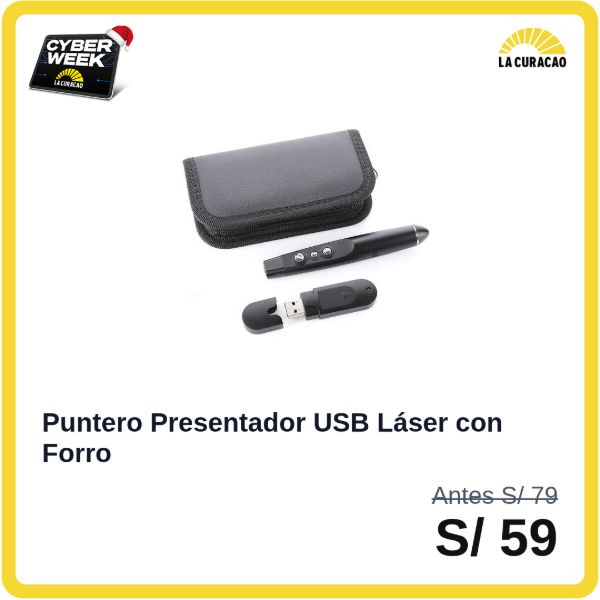 CYBER
WEEK
LA CURACAO
LA CURACAO
Puntero Presentador USB Láser con
Forro
Antes S/ 79
S/ 59